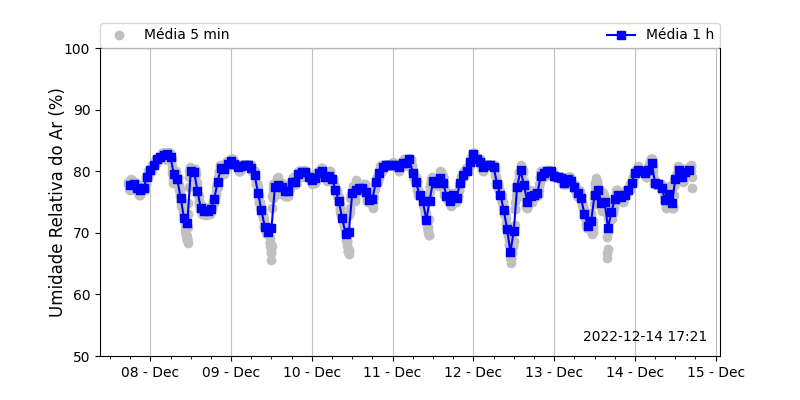 Média 5 min
Média 1 h
100
90
80
70
60
50
Umidade Relativa do Ar (%)
2022-12-14 17:21
08 - Dec
09 - Dec
10 - Dec
11 - Dec
12 - Dec
13 - Dec
14 - Dec
15 - Dec